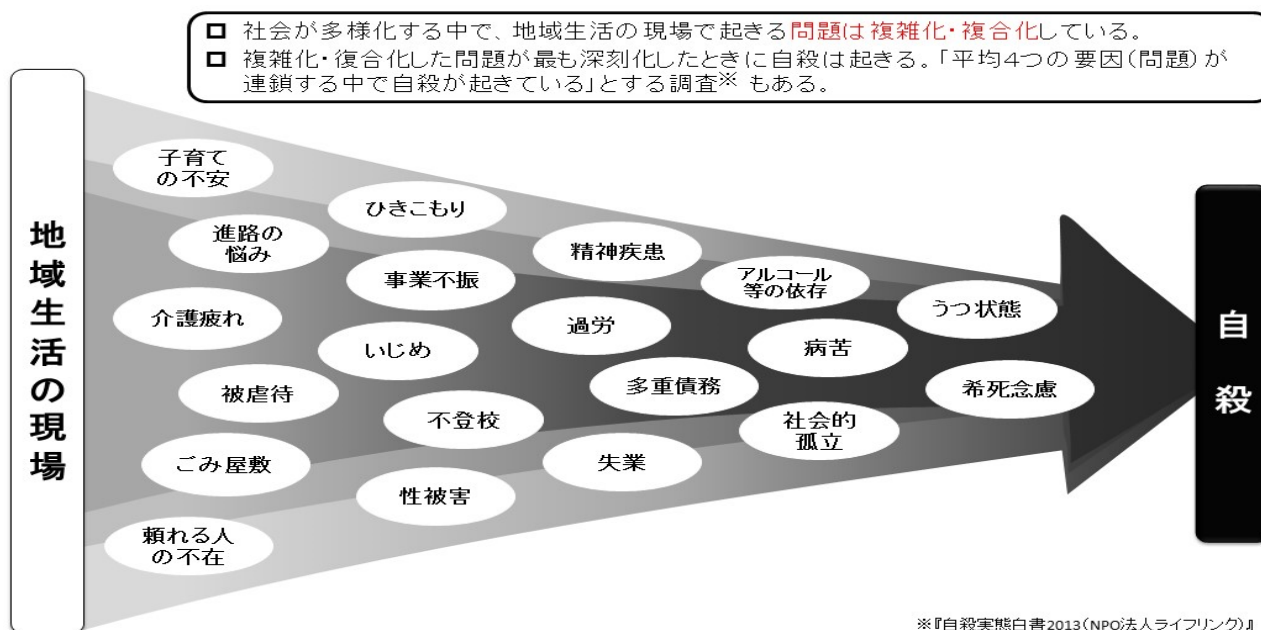 □ 社会が多様化する中で、地域生活の現場で起きる問題は複雑化・複合化している。
□ 複雑化・復合化した問題が最も深刻化したときに自殺は起きる。「平均4つの要因(問題)が
連鎖する中で自殺が起きている」とする調査※ もある。
地域生活の現場
子育て
の不安
ひきこもり
進路の
悩み
精神疾患
事業不振
アルコール
等の依存
うつ状態
介護疲れ
過労
いじめ
病苦
被虐待
多重債務
希死念慮
不登校
社会的
孤立
ごみ屋敷
失業
性被害
頼れる人
の不在
自殺
※『自殺実態白書2013(NPO法人ライフリンク)』